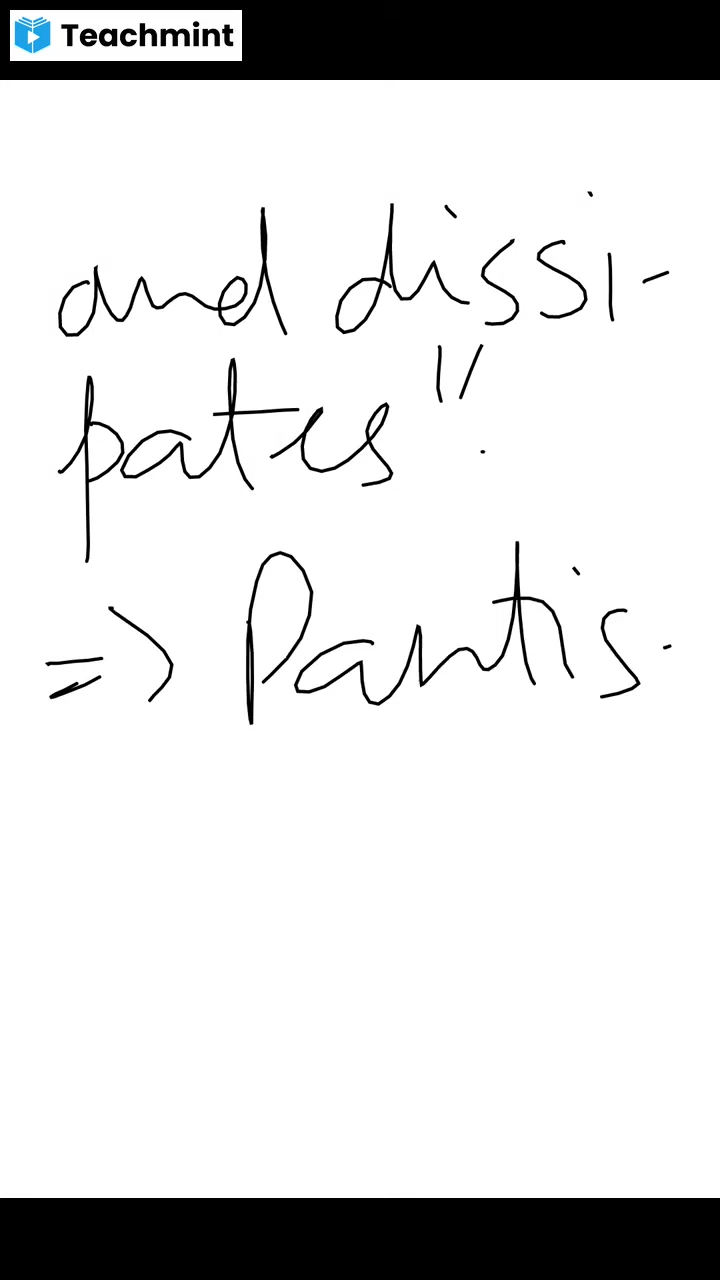 Teachmint
and dissi-
pates".
=> Pantis.